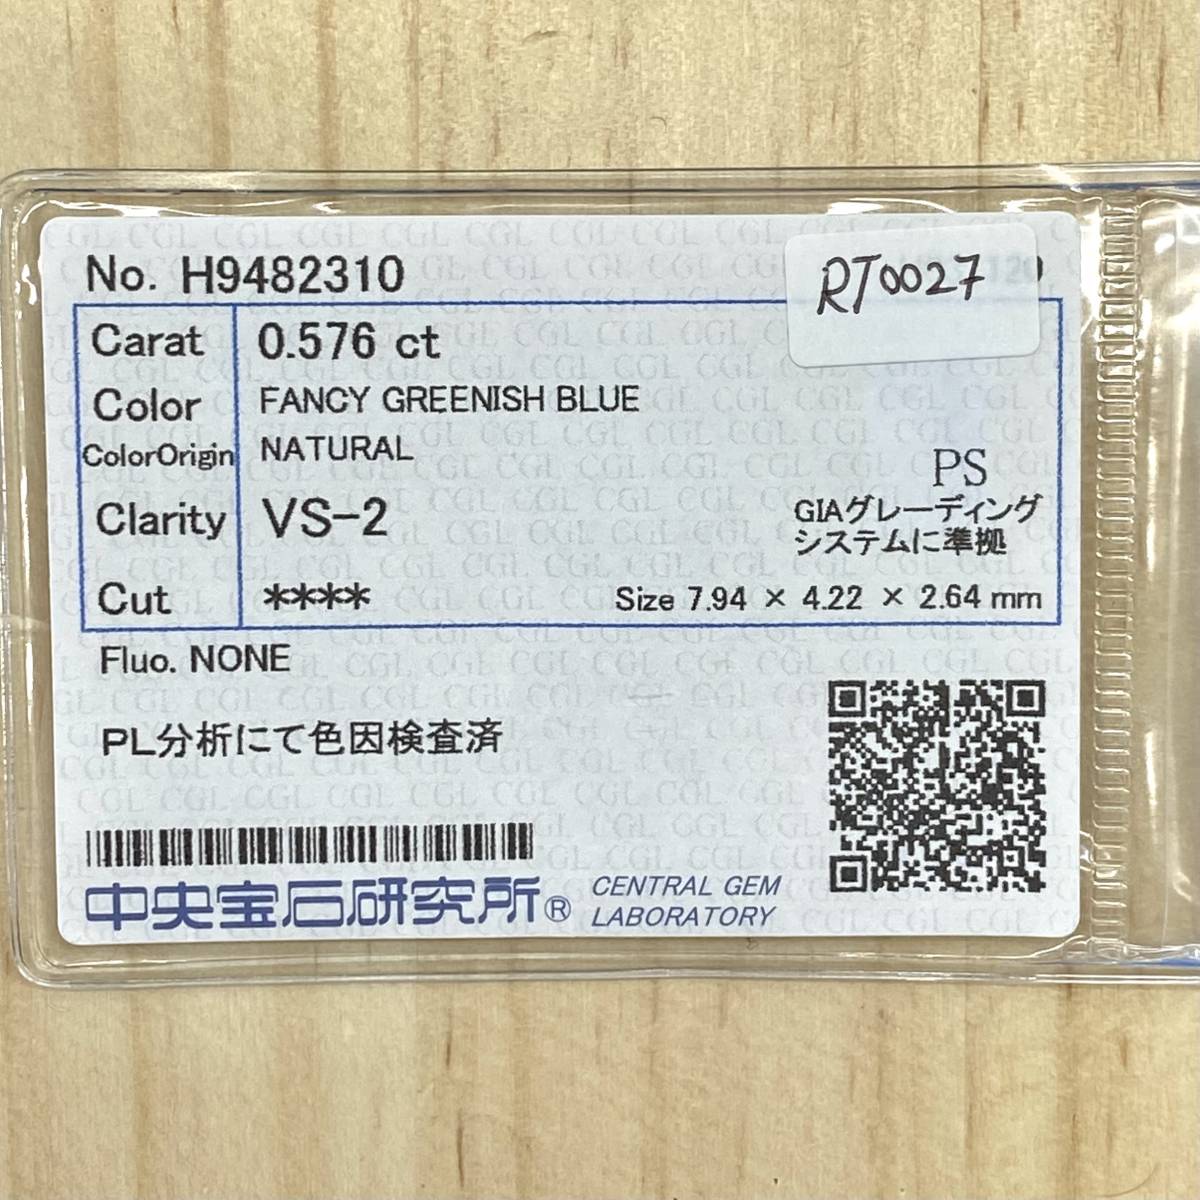 No. H9482310
RT0027
Carat 0.576 ct
Color FANCY GREENISH BLUE
ColorOrigin NATURAL
Clarity VS-2
PS
GIAグレーディング
システムに準拠
Cut ****
Size 7.94 × 4.22 × 2.64 mm
Fluo. NONE
PL分析にて色因検査済
中央宝石研究所® CENTRAL GEM
LABORATORY